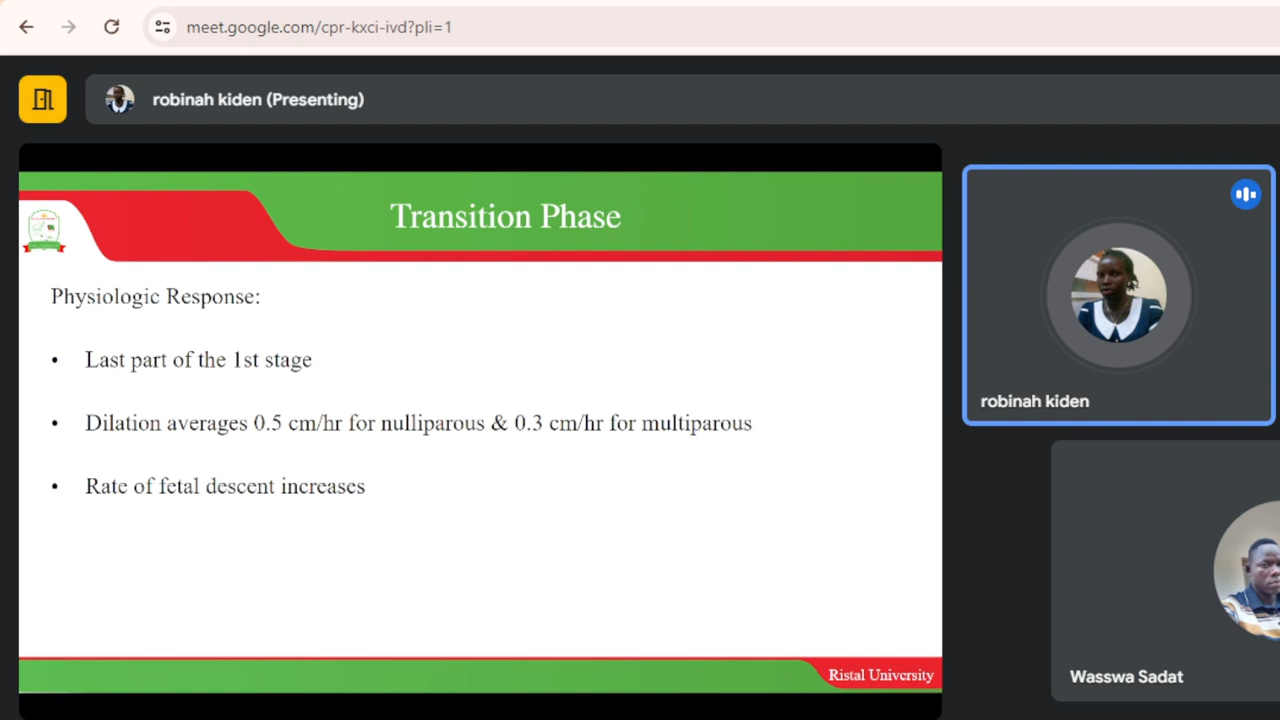 meet.google.com/cpr-kxci-ivd?pli=1
robinah kiden (Presenting)
Transition Phase
Physiologic Response:
• Last part of the 1st stage
• Dilation averages 0.5 cm/hr for nulliparous & 0.3 cm/hr for multiparous
• Rate of fetal descent increases
Ristal University
robinah kiden
Wasswa Sadat